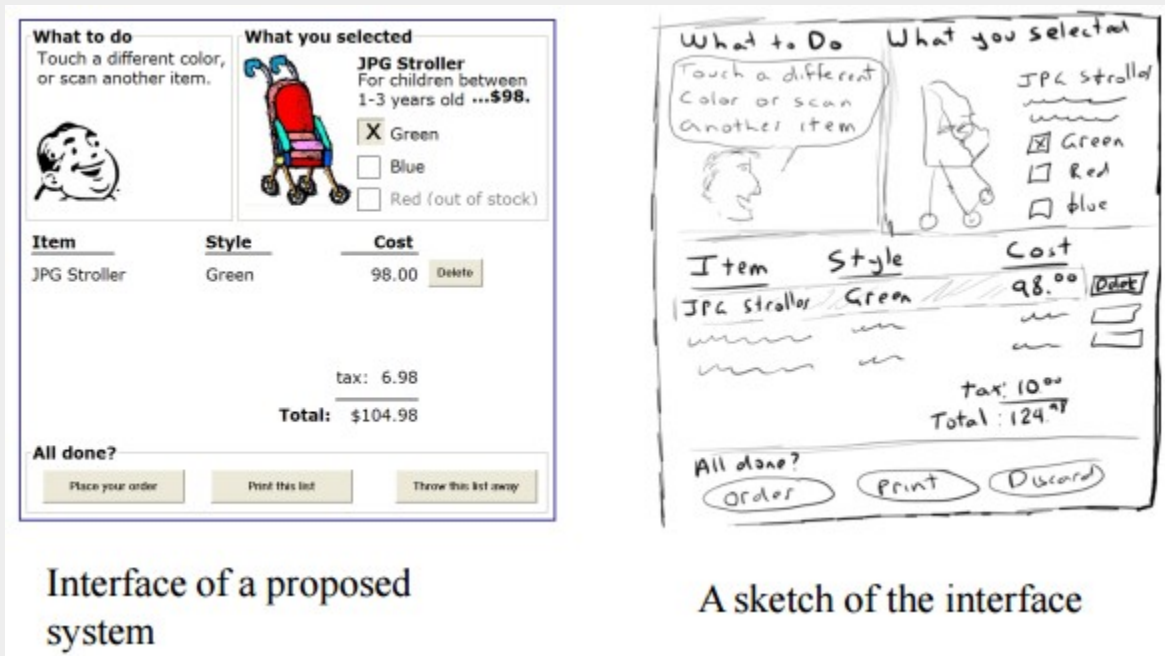 What to do
Touch a different color,
or scan another item.
What you selected
JPG Stroller
For children between
1-3 years old ...$98.
X Green
Blue
Red (out of stock)
Item Style Cost
JPG Stroller Green 98.00 Delete
tax: 6.98
Total: $104.98
All done?
Place your order Print this list Throw this list away
Interface of a proposed
system
What to Do
Touch a different
Color or scan
another item
What you selected
JPG Stroller
X Green
Red
blue
Item Style Cost
JPG Stroller Green 98.00 Delete
tax: 10.00
Total: 124.98
All done?
order print Discard
A sketch of the interface